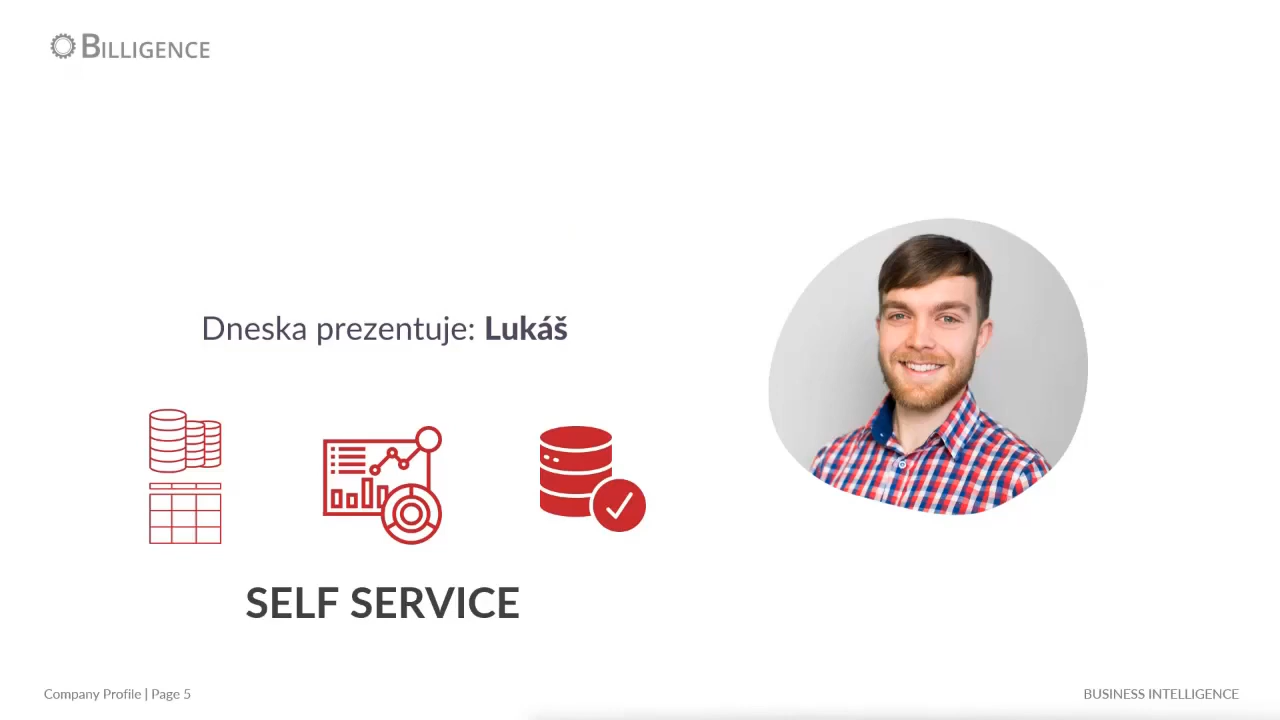 BILLIGENCE
Dneska prezentuje: Lukáš
SELF SERVICE
Company Profile | Page 5
BUSINESS INTELLIGENCE